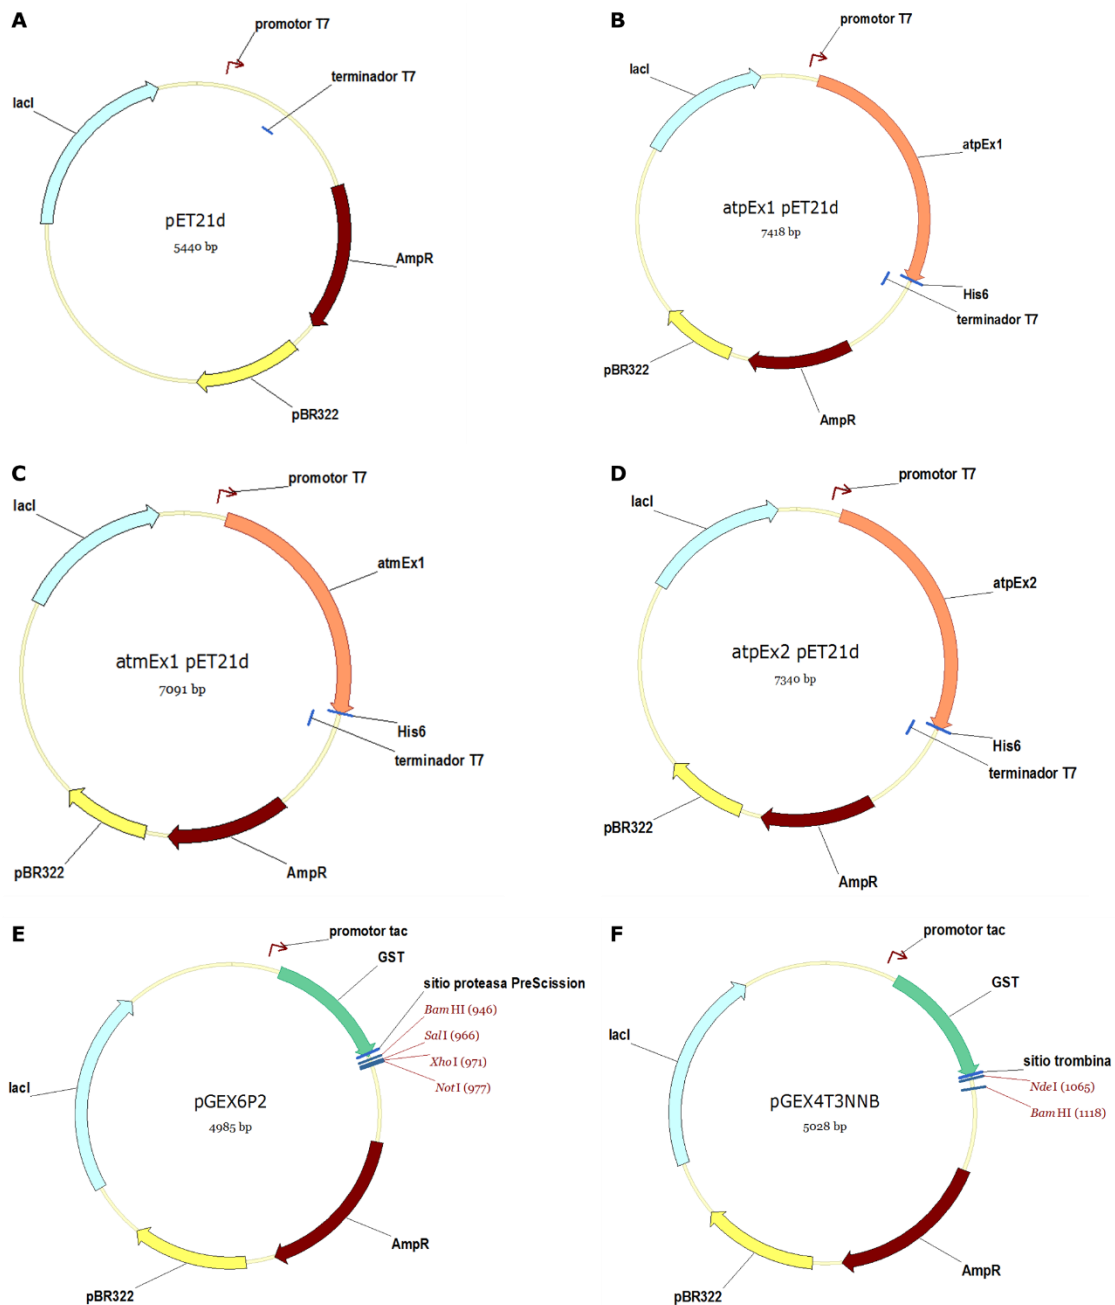 A
promotor T7
terminador T7
lacI
pET21d
5440 bp
AmpR
pBR322
B
promotor T7
lacI
atpEx1
atpEx1 pET21d
7418 bp
His6
terminador T7
pBR322
AmpR
C
promotor T7
lacI
atmEx1
atmEx1 pET21d
7091 bp
His6
terminador T7
pBR322
AmpR
D
promotor T7
lacI
atpEx2
atpEx2 pET21d
7340 bp
His6
terminador T7
pBR322
AmpR
E
promotor tac
GST
sitio proteasa PreScission
BamHI (946)
SalI (966)
XhoI (971)
NotI (977)
lacI
pGEX6P2
4985 bp
AmpR
pBR322
F
promotor tac
GST
sitio trombina
NdeI (1065)
BamHI (1118)
lacI
pGEX4T3NNB
5028 bp
AmpR
pBR322